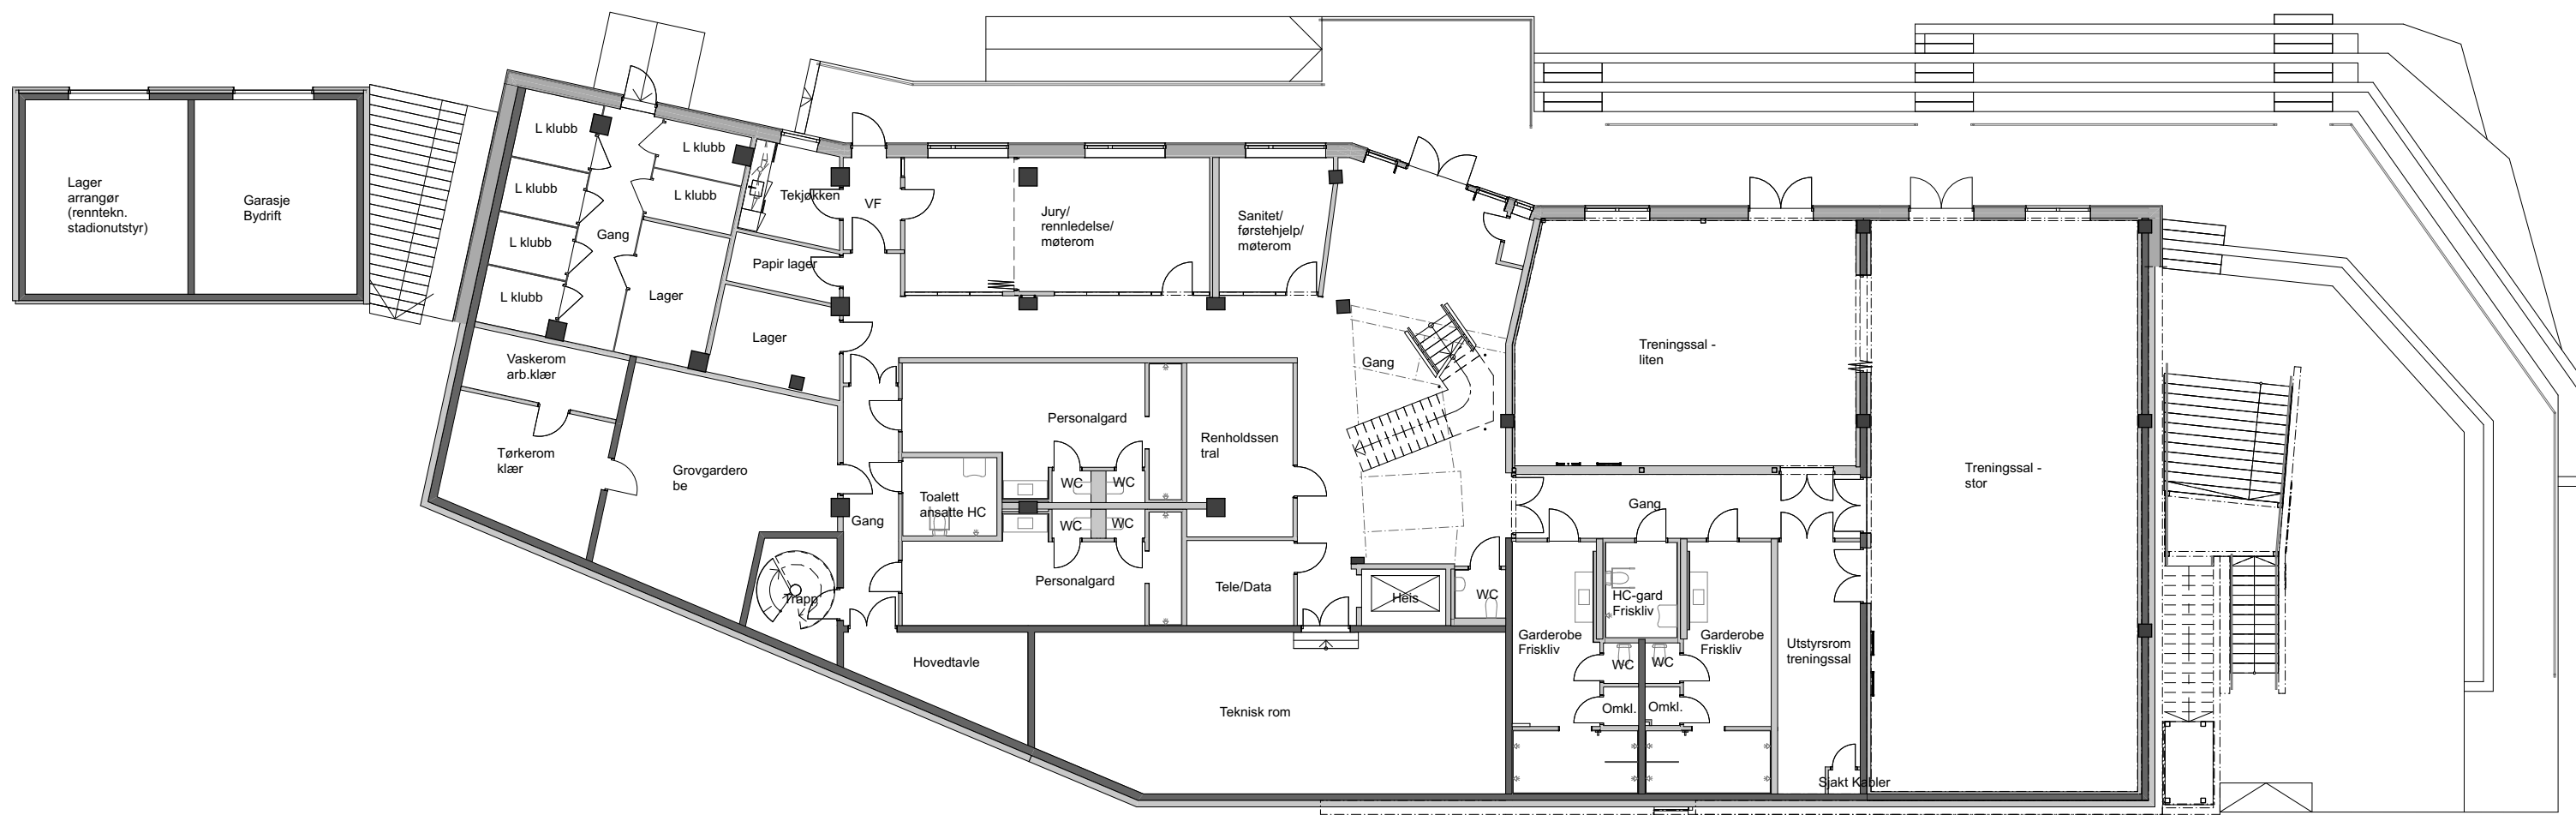 Lager
arrangør
(renntekn.
stadionutstyr)
Garasje
Bydrift
L klubb
L klubb
L klubb
L klubb
L klubb
L klubb
Gang
Lager
Tekjøkken
Papir lager
Lager
VF
Jury/
rennledelse/
møterom
Sanitet/
førstehjelp/
møterom
Vaskerom
arb.klær
Tørkerom
klær
Grovgardero
be
Trapp
Gang
Personalgard
Toalett
ansatte HC
WC
WC
WC
WC
Personalgard
Renholdssen
tral
Tele/Data
Gang
Heis
WC
Hovedtavle
Teknisk rom
Treningssal -
liten
Treningssal -
stor
Gang
Garderobe
Friskliv
HC-gard
Friskliv
Garderobe
Friskliv
WC
WC
Omkl.
Omkl.
Utstyrsrom
treningssal
Sjakt Kabler